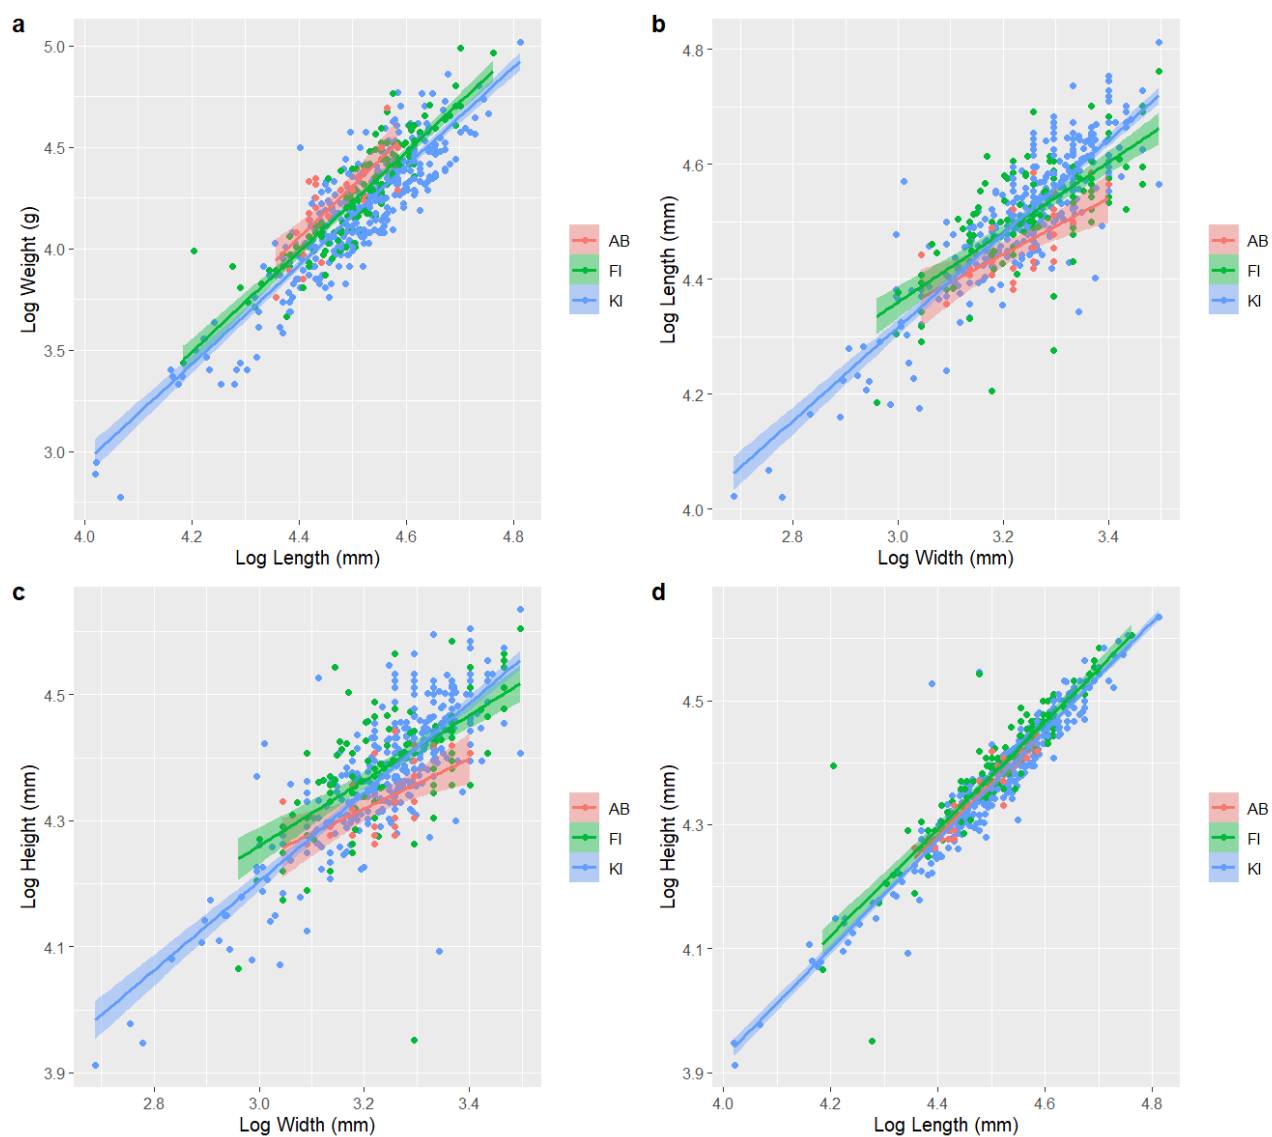 a
5.0
4.5
4.0
3.5
3.0
Log Weight (g)
4.0 4.2 4.4 4.6 4.8
Log Length (mm)
AB
FI
KI
b
4.8
4.6
4.4
4.2
4.0
Log Length (mm)
2.8 3.0 3.2 3.4
Log Width (mm)
AB
FI
KI
c
4.5
4.3
4.1
3.9
Log Height (mm)
2.8 3.0 3.2 3.4
Log Width (mm)
AB
FI
KI
d
4.5
4.3
4.1
3.9
Log Height (mm)
4.0 4.2 4.4 4.6 4.8
Log Length (mm)
AB
FI
KI